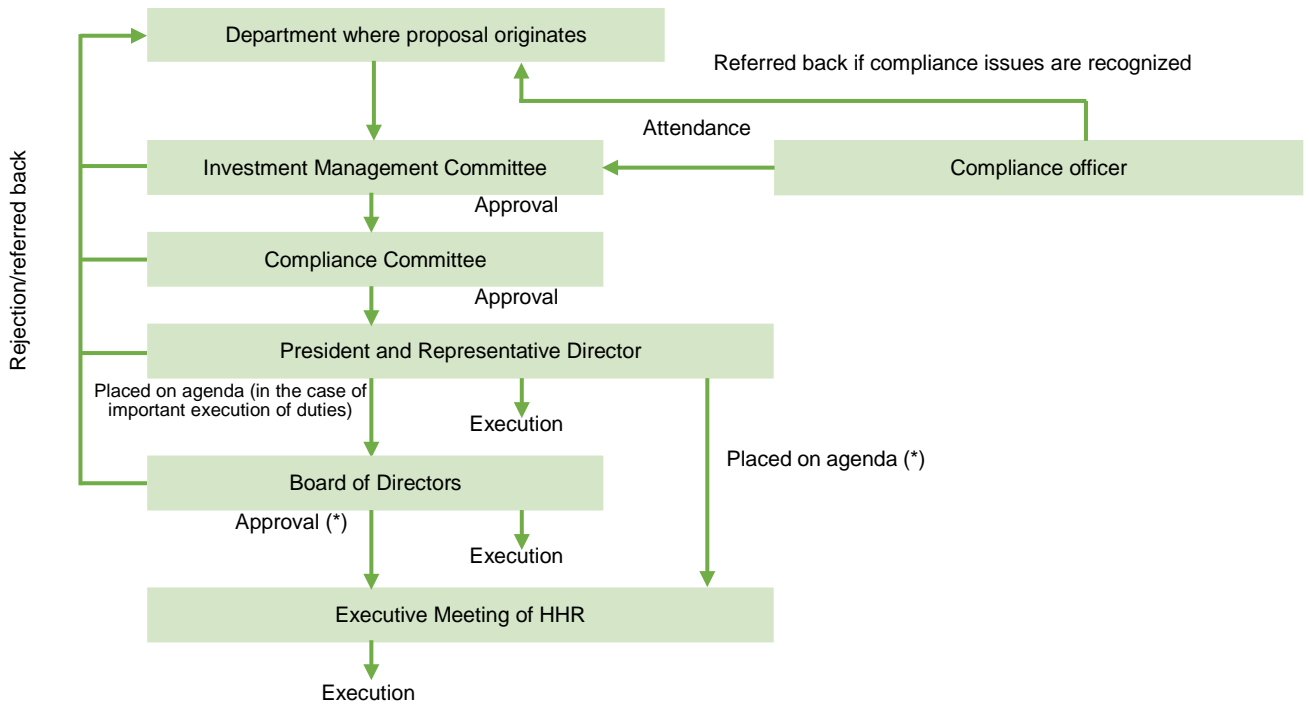 Department where proposal originates
Referred back if compliance issues are recognized
Attendance
Investment Management Committee
Compliance officer
Approval
Rejection/referred back
Compliance Committee
Approval
President and Representative Director
Placed on agenda (in the case of
important execution of duties)
Execution
Placed on agenda (*)
Board of Directors
Approval (*)
Execution
Executive Meeting of HHR
Execution